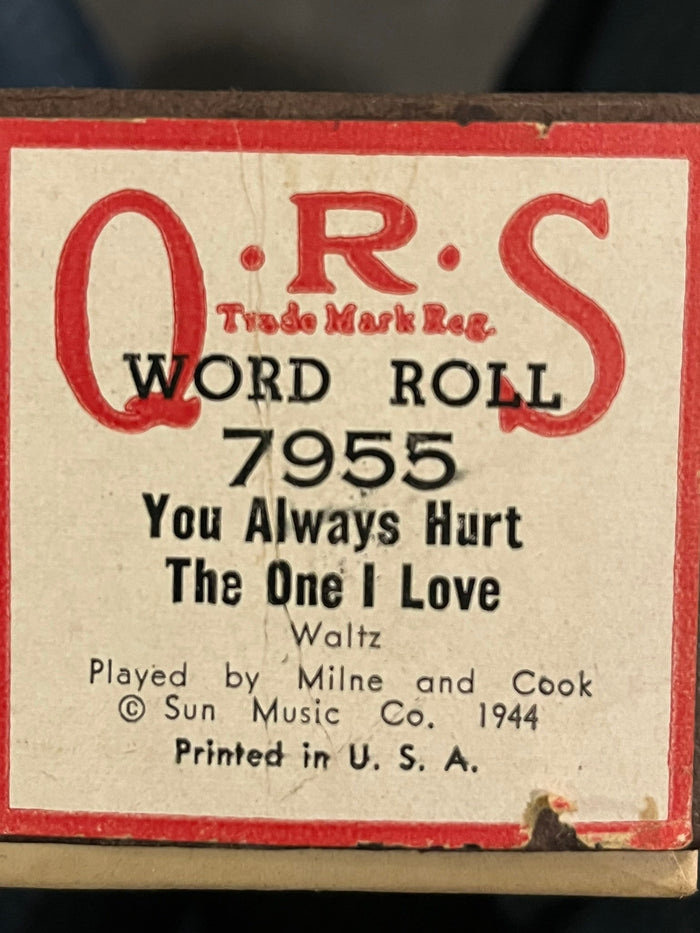 Q·R·S
Trade Mark Reg.
WORD ROLL
7955
You Always Hurt
The One I Love
Waltz
Played by Milne and Cook
© Sun Music Co. 1944
Printed in U. S. A.